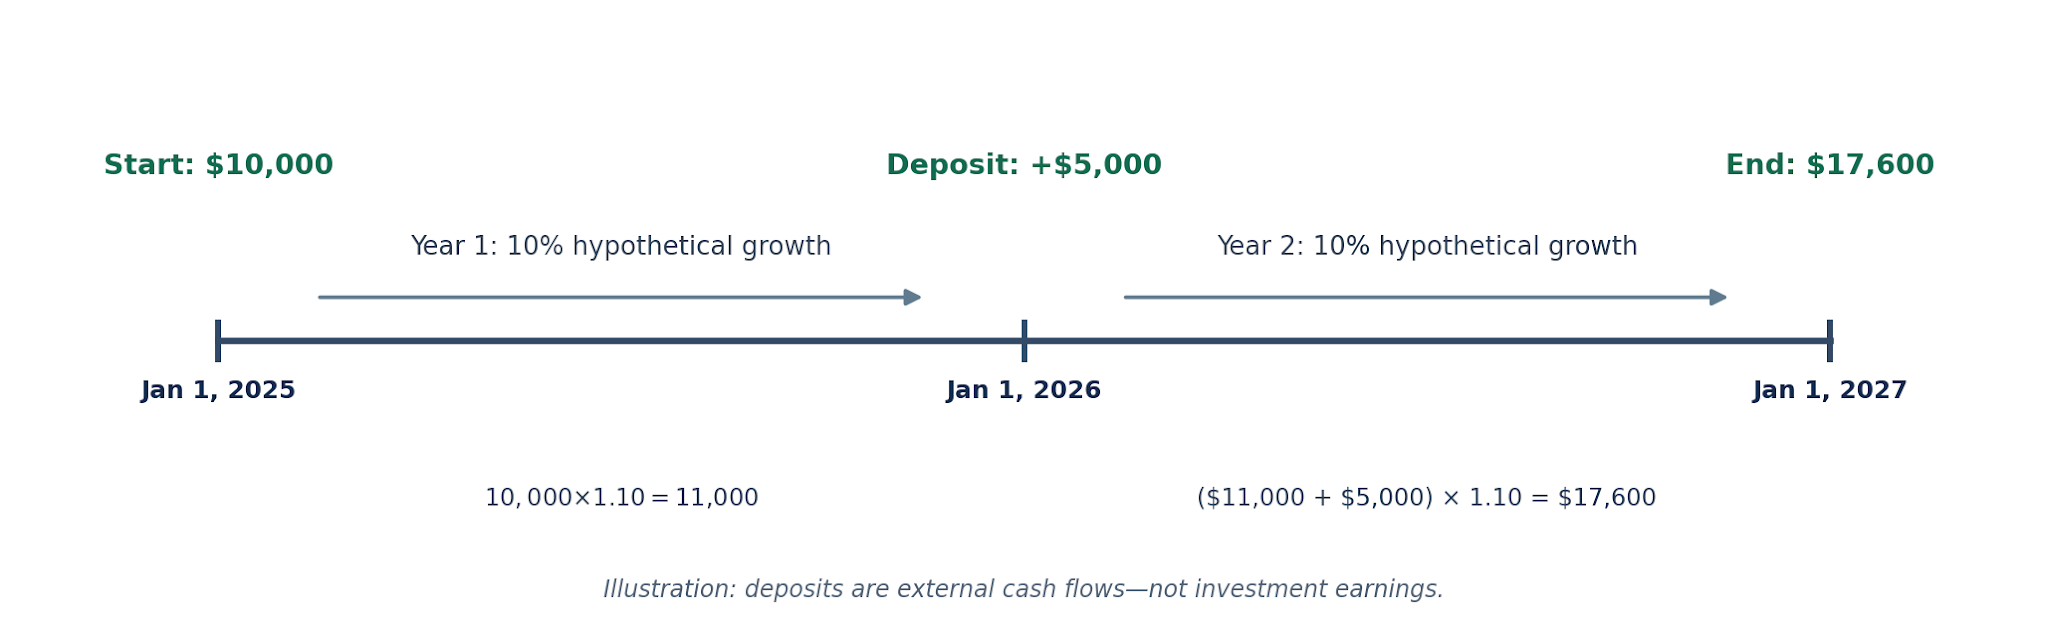 Start: $10,000
Deposit: +$5,000
End: $17,600
Year 1: 10% hypothetical growth
Year 2: 10% hypothetical growth
Jan 1, 2025
Jan 1, 2026
Jan 1, 2027
10,000×1.10 = 11,000
($11,000 + $5,000) × 1.10 = $17,600
Illustration: deposits are external cash flows—not investment earnings.